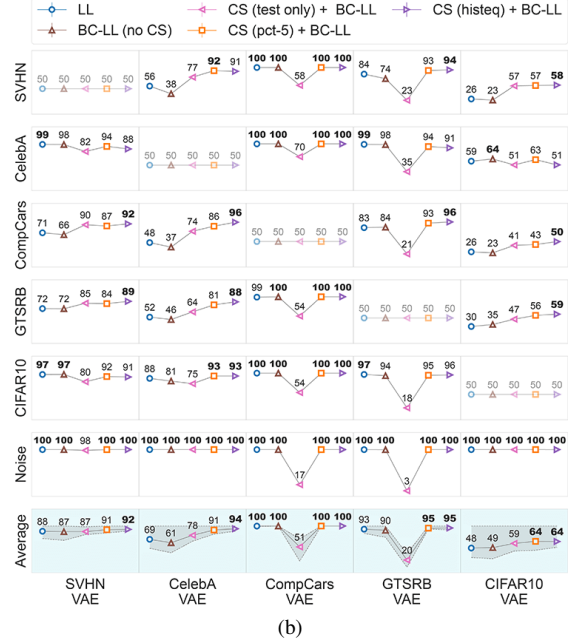 LL CS (test only) + BC-LL CS (histeq) + BC-LL
BC-LL (no CS) CS (pct-5) + BC-LL
SVHN 50 50 50 50 50 56 38 77 92 91 100 100 58 100 100 84 74 23 93 94 26 23 57 57 58
CelebA 99 98 82 94 88 50 50 50 50 50 100 100 70 100 100 99 98 35 94 91 59 64 51 63 51
CompCars 71 66 90 87 92 48 37 74 86 96 50 50 50 50 50 83 84 21 93 96 26 23 41 43 50
GTSRB 72 72 85 84 89 52 46 64 81 88 99 100 54 100 100 50 50 50 50 50 30 35 47 56 59
CIFAR10 97 97 80 92 91 88 81 75 93 93 100 100 54 100 100 97 94 18 95 96 50 50 50 50 50
Noise 100 100 98 100 100 100 100 100 100 100 100 100 17 100 100 100 100 3 100 100 100 100 100 100 100
Average 88 87 87 91 92 69 61 78 91 94 100 100 51 100 100 93 90 20 95 95 48 49 59 64 64
SVHN CelebA CompCars GTSRB CIFAR10
VAE VAE VAE VAE VAE
(b)